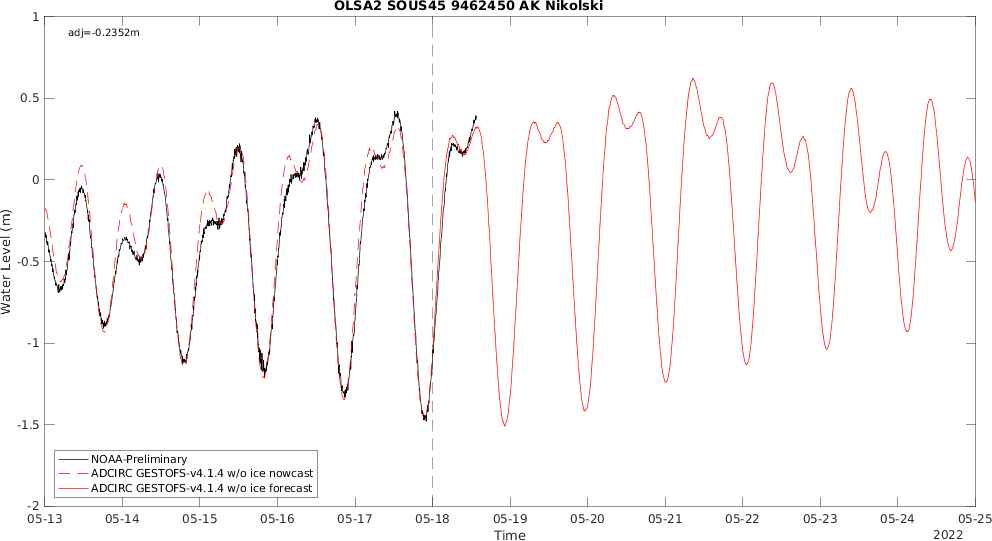 OLSA2 SOUS45 9462450 AK Nikolski
adj=-0.2352m
1
0.5
0
-0.5
-1
-1.5
-2
Water Level (m)
NOAA-Preliminary
ADCIRC GESTOFS-v4.1.4 w/o ice nowcast
ADCIRC GESTOFS-v4.1.4 w/o ice forecast
05-13 05-14 05-15 05-16 05-17 05-18 05-19 05-20 05-21 05-22 05-23 05-24 05-25
Time
2022